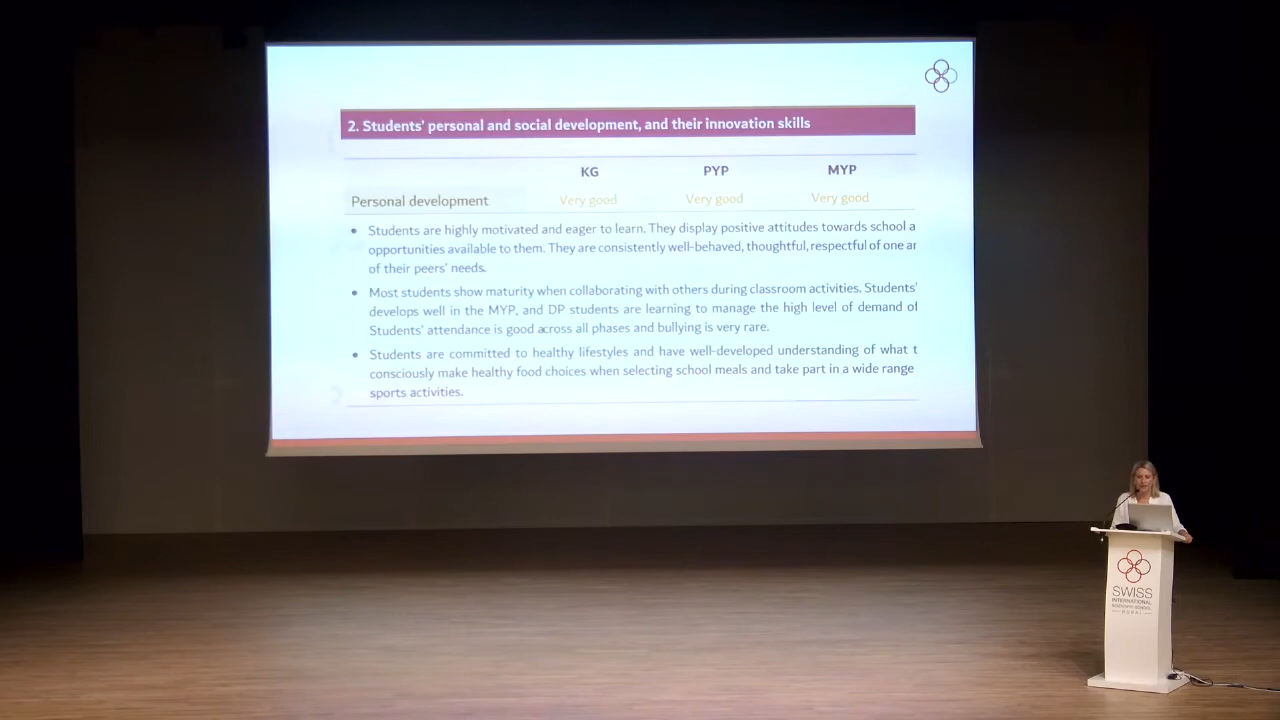 2. Students' personal and social development, and their innovation skills
KG PYP MYP
Personal development Very good Very good Very good
• Students are highly motivated and eager to learn. They display positive attitudes towards school a
opportunities available to them. They are consistently well-behaved, thoughtful, respectful of one ar
of their peers' needs.
• Most students show maturity when collaborating with others during classroom activities. Students'
develops well in the MYP, and DP students are learning to manage the high level of demand of
Students' attendance is good across all phases and bullying is very rare.
• Students are committed to healthy lifestyles and have well-developed understanding of what t
consciously make healthy food choices when selecting school meals and take part in a wide range
sports activities.
SWISS
INTERNATIONAL
SCIENTIFIC SCHOOL
DUBAI